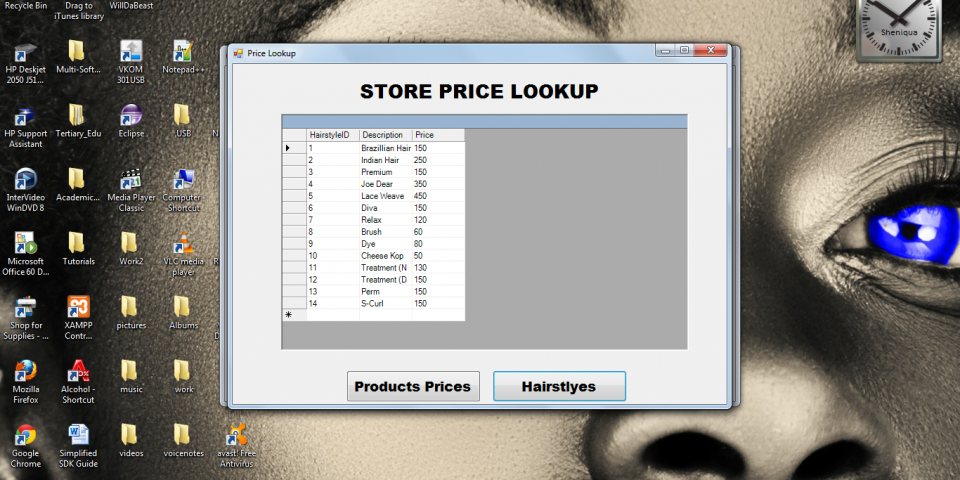 Recycle Bin
Drag to
iTunes library
WillDaBeast
HP Deskjet
2050 J51...
Multi-Soft...
VKOM
301USB
Notepad++
HP Support
Assistant
Tertiary_Edu
Eclipse
USB
InterVideo
WinDVD 8
Academic...
Media Player
Classic
Computer
- Shortcut
Microsoft
Office 60 D...
Tutorials
Work2
VLC media
player
Shop for
Supplies - ...
XAMPP
Contr...
pictures
Albums
Mozilla
Firefox
Alcohol -
Shortcut
music
work
Google
Chrome
Simplified
SDK Guide
videos
voicenotes
avast! Free
Antivirus
Sheniqua
Price Lookup
STORE PRICE LOOKUP
HairstyleID Description Price
1 Brazillian Hair 150
2 Indian Hair 250
3 Premium 150
4 Joe Dear 350
5 Lace Weave 450
6 Diva 150
7 Relax 120
8 Brush 60
9 Dye 80
10 Cheese Kop 50
11 Treatment (N 130
12 Treatment (D 150
13 Perm 150
14 S-Curl 150
Products Prices
Hairstlyes